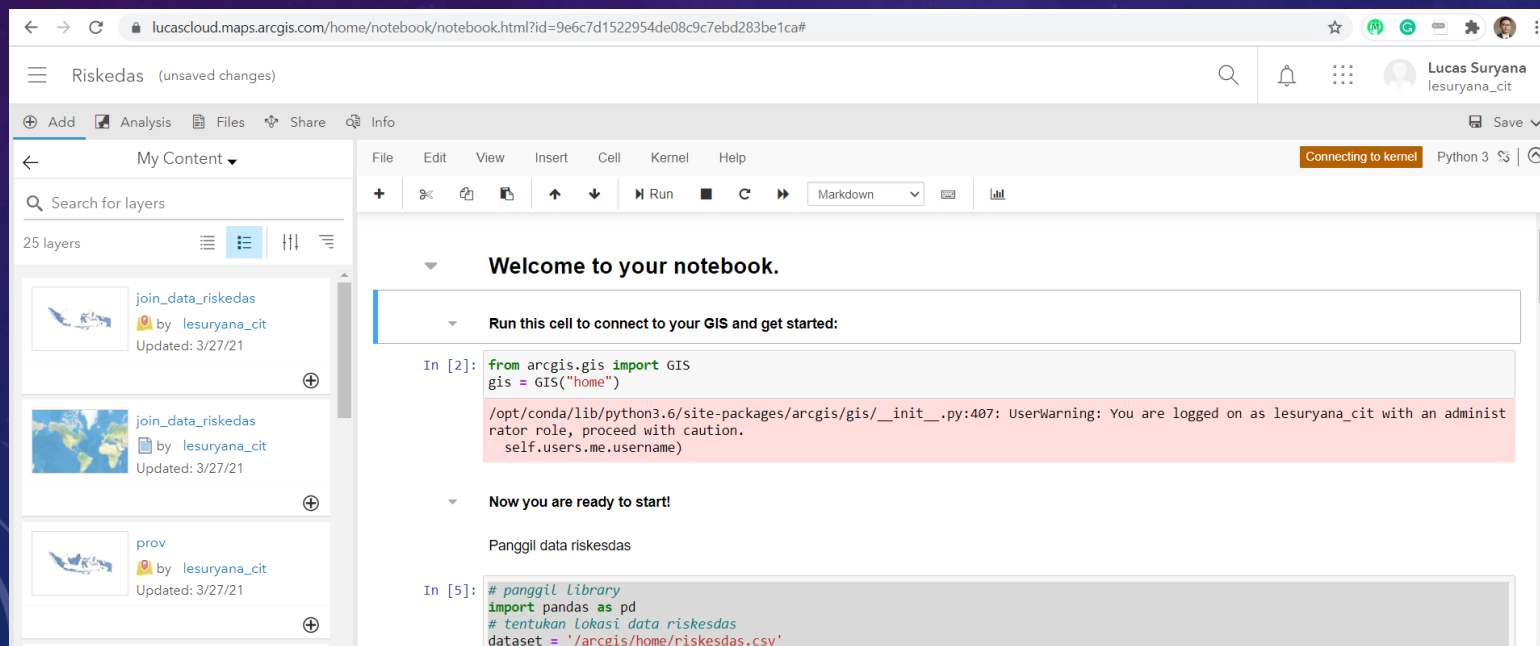 lucascloud.maps.arcgis.com/home/notebook/notebook.html?id=9e6c7d1522954de08c9c7ebd283be1ca#
Riskedas (unsaved changes)
Lucas Suryana
lesuryana_cit
Add Analysis Files Share Info Save
My Content
Search for layers
25 layers
join_data_riskedas
by lesuryana_cit
Updated: 3/27/21
join_data_riskedas
by lesuryana_cit
Updated: 3/27/21
prov
by lesuryana_cit
Updated: 3/27/21
File Edit View Insert Cell Kernel Help Connecting to kernel Python 3
Run Markdown
Welcome to your notebook.
Run this cell to connect to your GIS and get started:
In [2]: from arcgis.gis import GIS
gis = GIS("home")
/opt/conda/lib/python3.6/site-packages/arcgis/gis/__init__.py:407: UserWarning: You are logged on as lesuryana_cit with an administ
rator role, proceed with caution.
self.users.me.username)
Now you are ready to start!
Panggil data riskesdas
In [5]: # panggil library
import pandas as pd
# tentukan lokasi data riskesdas
dataset = '/arcgis/home/riskesdas.csv'